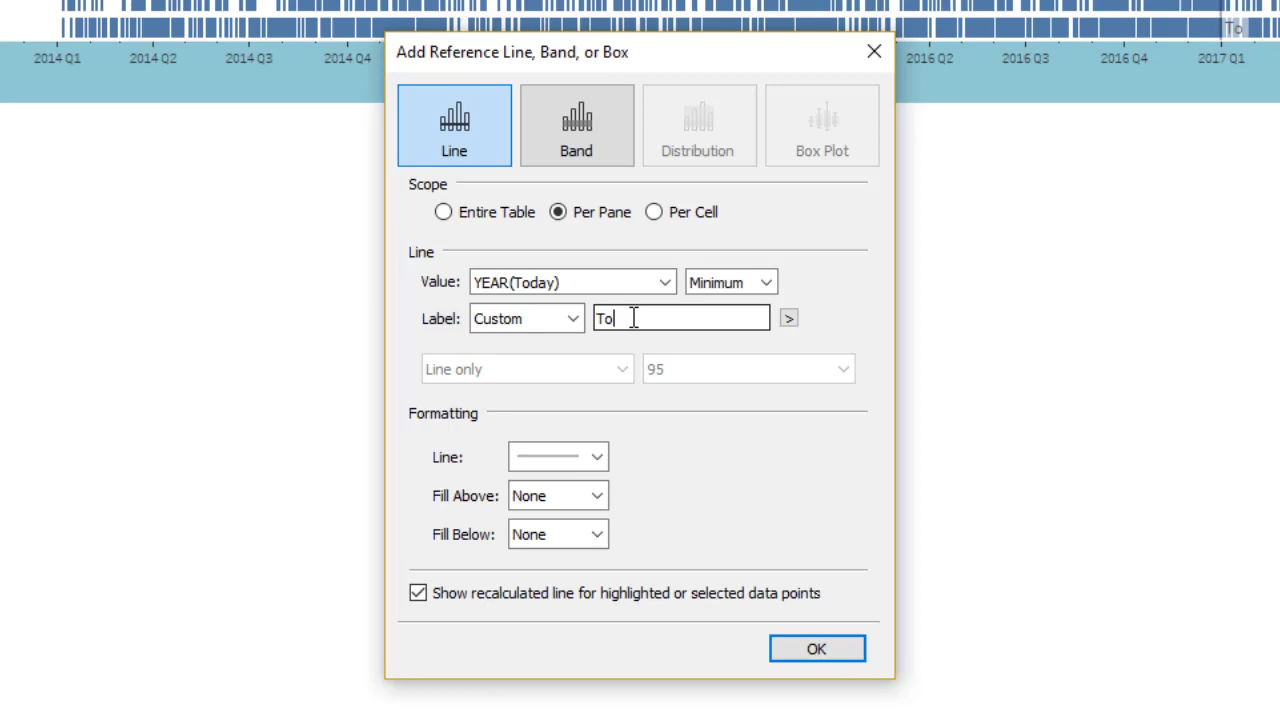 To
2014 Q1 2014 Q2 2014 Q3 2014 Q4 2016 Q2 2016 Q3 2016 Q4 2017 Q1
Add Reference Line, Band, or Box
Line Band Distribution Box Plot
Scope
Entire Table Per Pane Per Cell
Line
Value: YEAR(Today) Minimum
Label: Custom To >
Line only 95
Formatting
Line:
Fill Above: None
Fill Below: None
Show recalculated line for highlighted or selected data points
OK